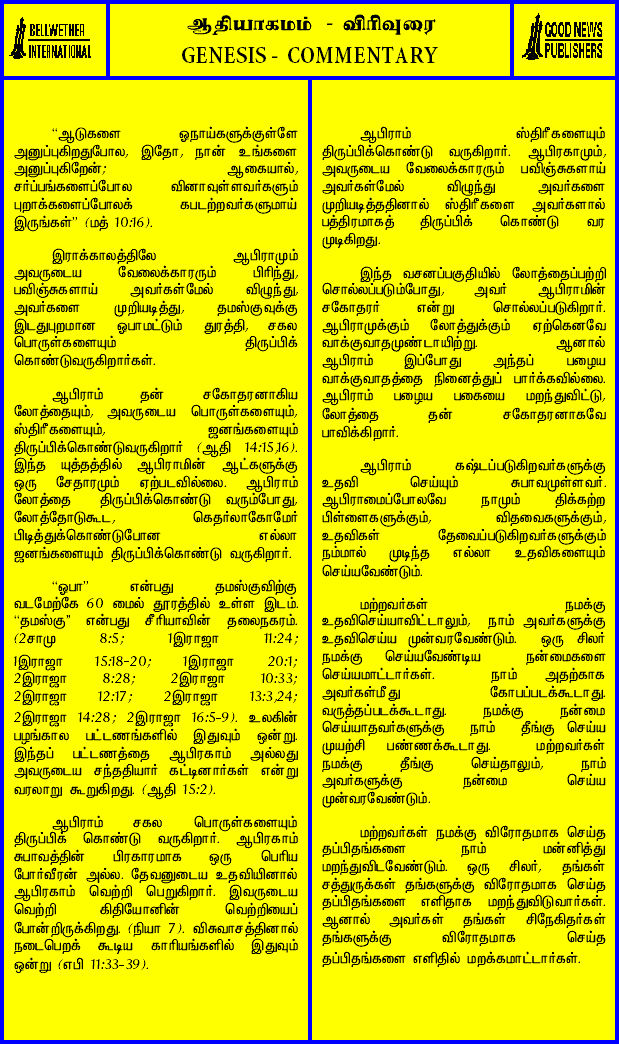 BELLWETHER
INTERNATIONAL
ஆதியாகமம் - விரிவுரை
GENESIS - COMMENTARY
GOOD NEWS
PUBLISHERS
“ஆடுகளை ஓநாய்களுக்குள்ளே
அனுப்புகிறதுபோல, இதோ, நான் உங்களை
அனுப்புகிறேன்; ஆகையால்,
சர்ப்பங்களைப்போல வினாவுள்ளவர்களும்
புறாக்களைப்போலக் கபடற்றவர்களுமாய்
இருங்கள்” (மத் 10:16).
இராக்காலத்திலே ஆபிராமும்
அவருடைய வேலைக்காரரும் பிரிந்து,
பவிஞ்சுகளாய் அவர்கள்மேல் விழுந்து,
அவர்களை முறியடித்து, தமஸ்குவுக்கு
இடதுபுறமான ஒபாமட்டும் துரத்தி, சகல
பொருள்களையும் திருப்பிக்
கொண்டுவருகிறார்கள்.
ஆபிராம் தன் சகோதரனாகிய
லோத்தையும், அவருடைய பொருள்களையும்,
ஸ்திரீகளையும், ஜனங்களையும்
திருப்பிக்கொண்டுவருகிறார் (ஆதி 14:15,16).
இந்த யுத்தத்தில் ஆபிராமின் ஆட்களுக்கு
ஒரு சேதாரமும் ஏற்படவில்லை. ஆபிராம்
லோத்தை திருப்பிக்கொண்டு வரும்போது,
லோத்தோடுகூட, கெதர்லாகோமேர்
பிடித்துக்கொண்டுபோன எல்லா
ஜனங்களையும் திருப்பிக்கொண்டு வருகிறார்.
“ஒபா” என்பது தமஸ்குவிற்கு
வடமேற்கே 60 மைல் தூரத்தில் உள்ள இடம்.
“தமஸ்கு” என்பது சீரியாவின் தலைநகரம்.
(2சாமு 8:5; 1இராஜா 11:24;
1இராஜா 15:18-20; 1இராஜா 20:1;
2இராஜா 8:28; 2இராஜா 10:33;
2இராஜா 12:17; 2இராஜா 13:3,24;
2இராஜா 14:28; 2இராஜா 16:5-9). உலகின்
பழங்கால பட்டணங்களில் இதுவும் ஒன்று.
இந்தப் பட்டணத்தை ஆபிரகாம் அல்லது
அவருடைய சந்ததியார் கட்டினார்கள் என்று
வரலாறு கூறுகிறது. (ஆதி 15:2).
ஆபிராம் சகல பொருள்களையும்
திருப்பிக் கொண்டு வருகிறார். ஆபிரகாம்
சுபாவத்தின் பிரகாரமாக ஒரு பெரிய
போர்வீரன் அல்ல. தேவனுடைய உதவியினால்
ஆபிரகாம் வெற்றி பெறுகிறார். இவருடைய
வெற்றி கிதியோனின் வெற்றியைப்
போன்றிருக்கிறது. (நியா 7). விசுவாசத்தினால்
நடைபெறக் கூடிய காரியங்களில் இதுவும்
ஒன்று (எபி 11:33-39).
ஆபிராம் ஸ்திரீகளையும்
திருப்பிக்கொண்டு வருகிறார். ஆபிரகாமும்,
அவருடைய வேலைக்காரரும் பவிஞ்சுகளாய்
அவர்கள்மேல் விழுந்து அவர்களை
முறியடித்ததினால் ஸ்திரீகளை அவர்களால்
பத்திரமாகத் திருப்பிக் கொண்டு வர
முடிகிறது.
இந்த வசனப்பகுதியில் லோத்தைப்பற்றி
சொல்லப்படும்போது, அவர் ஆபிராமின்
சகோதரர் என்று சொல்லப்படுகிறார்.
ஆபிராமுக்கும் லோத்துக்கும் ஏற்கெனவே
வாக்குவாதமுண்டாயிற்று. ஆனால்
ஆபிராம் இப்போது அந்தப் பழைய
வாக்குவாதத்தை நினைத்துப் பார்க்கவில்லை.
ஆபிராம் பழைய பகையை மறந்துவிட்டு,
லோத்தை தன் சகோதரனாகவே
பாவிக்கிறார்.
ஆபிராம் கஷ்டப்படுகிறவர்களுக்கு
உதவி செய்யும் சுபாவமுள்ளவர்.
ஆபிராமைப்போலவே நாமும் திக்கற்ற
பிள்ளைகளுக்கும், விதவைகளுக்கும்,
உதவிகள் தேவைப்படுகிறவர்களுக்கும்
நம்மால் முடிந்த எல்லா உதவிகளையும்
செய்யவேண்டும்.
மற்றவர்கள் நமக்கு
உதவிசெய்யாவிட்டாலும், நாம் அவர்களுக்கு
உதவிசெய்ய முன்வரவேண்டும். ஒரு சிலர்
நமக்கு செய்யவேண்டிய நன்மைகளை
செய்யமாட்டார்கள். நாம் அதற்காக
அவர்கள்மீது கோபப்படக்கூடாது.
வருத்தப்படக்கூடாது. நமக்கு நன்மை
செய்யாதவர்களுக்கு நாம் தீங்கு செய்ய
முயற்சி பண்ணக்கூடாது. மற்றவர்கள்
நமக்கு தீங்கு செய்தாலும், நாம்
அவர்களுக்கு நன்மை செய்ய
முன்வரவேண்டும்.
மற்றவர்கள் நமக்கு விரோதமாக செய்த
தப்பிதங்களை நாம் மன்னித்து
மறந்துவிடவேண்டும். ஒரு சிலர், தங்கள்
சத்துருக்கள் தங்களுக்கு விரோதமாக செய்த
தப்பிதங்களை எளிதாக மறந்துவிடுவார்கள்.
ஆனால் அவர்கள் தங்கள் சிநேகிதர்கள்
தங்களுக்கு விரோதமாக செய்த
தப்பிதங்களை எளிதில் மறக்கமாட்டார்கள்.